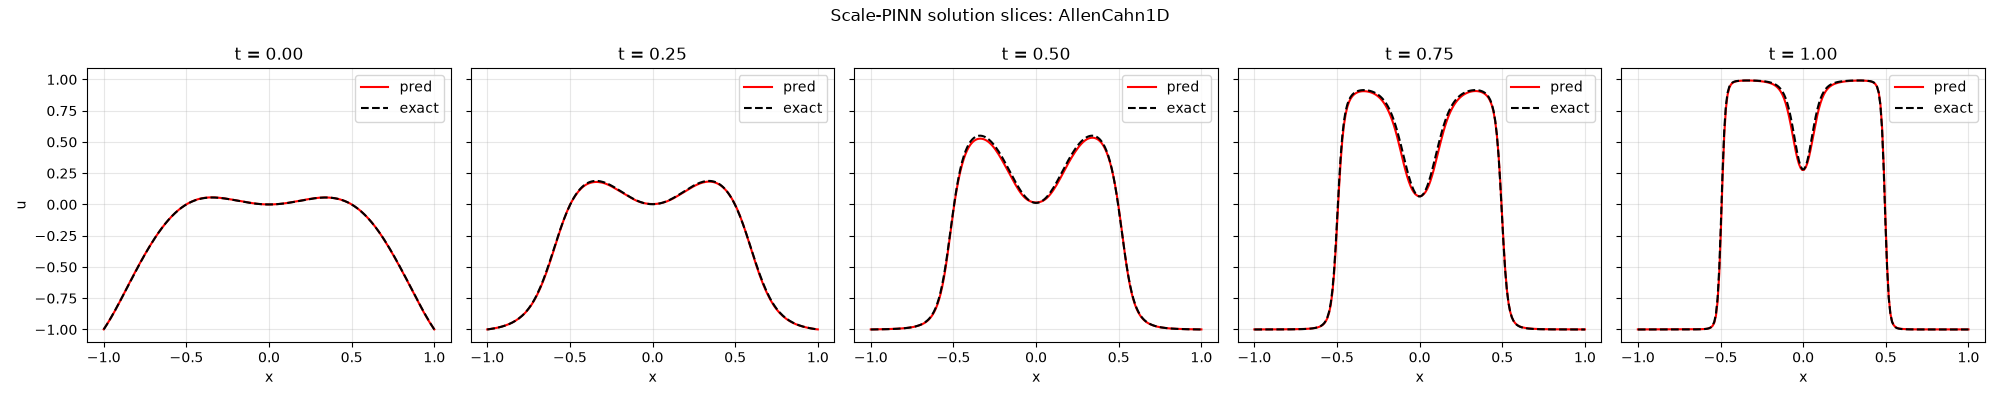 Scale-PINN solution slices: AllenCahn1D
t = 0.00
t = 0.25
t = 0.50
t = 0.75
t = 1.00
pred
exact
pred
exact
pred
exact
pred
exact
pred
exact
u
1.00
0.75
0.50
0.25
0.00
−0.25
−0.50
−0.75
−1.00
−1.0 −0.5 0.0 0.5 1.0
−1.0 −0.5 0.0 0.5 1.0
−1.0 −0.5 0.0 0.5 1.0
−1.0 −0.5 0.0 0.5 1.0
−1.0 −0.5 0.0 0.5 1.0
x
x
x
x
x